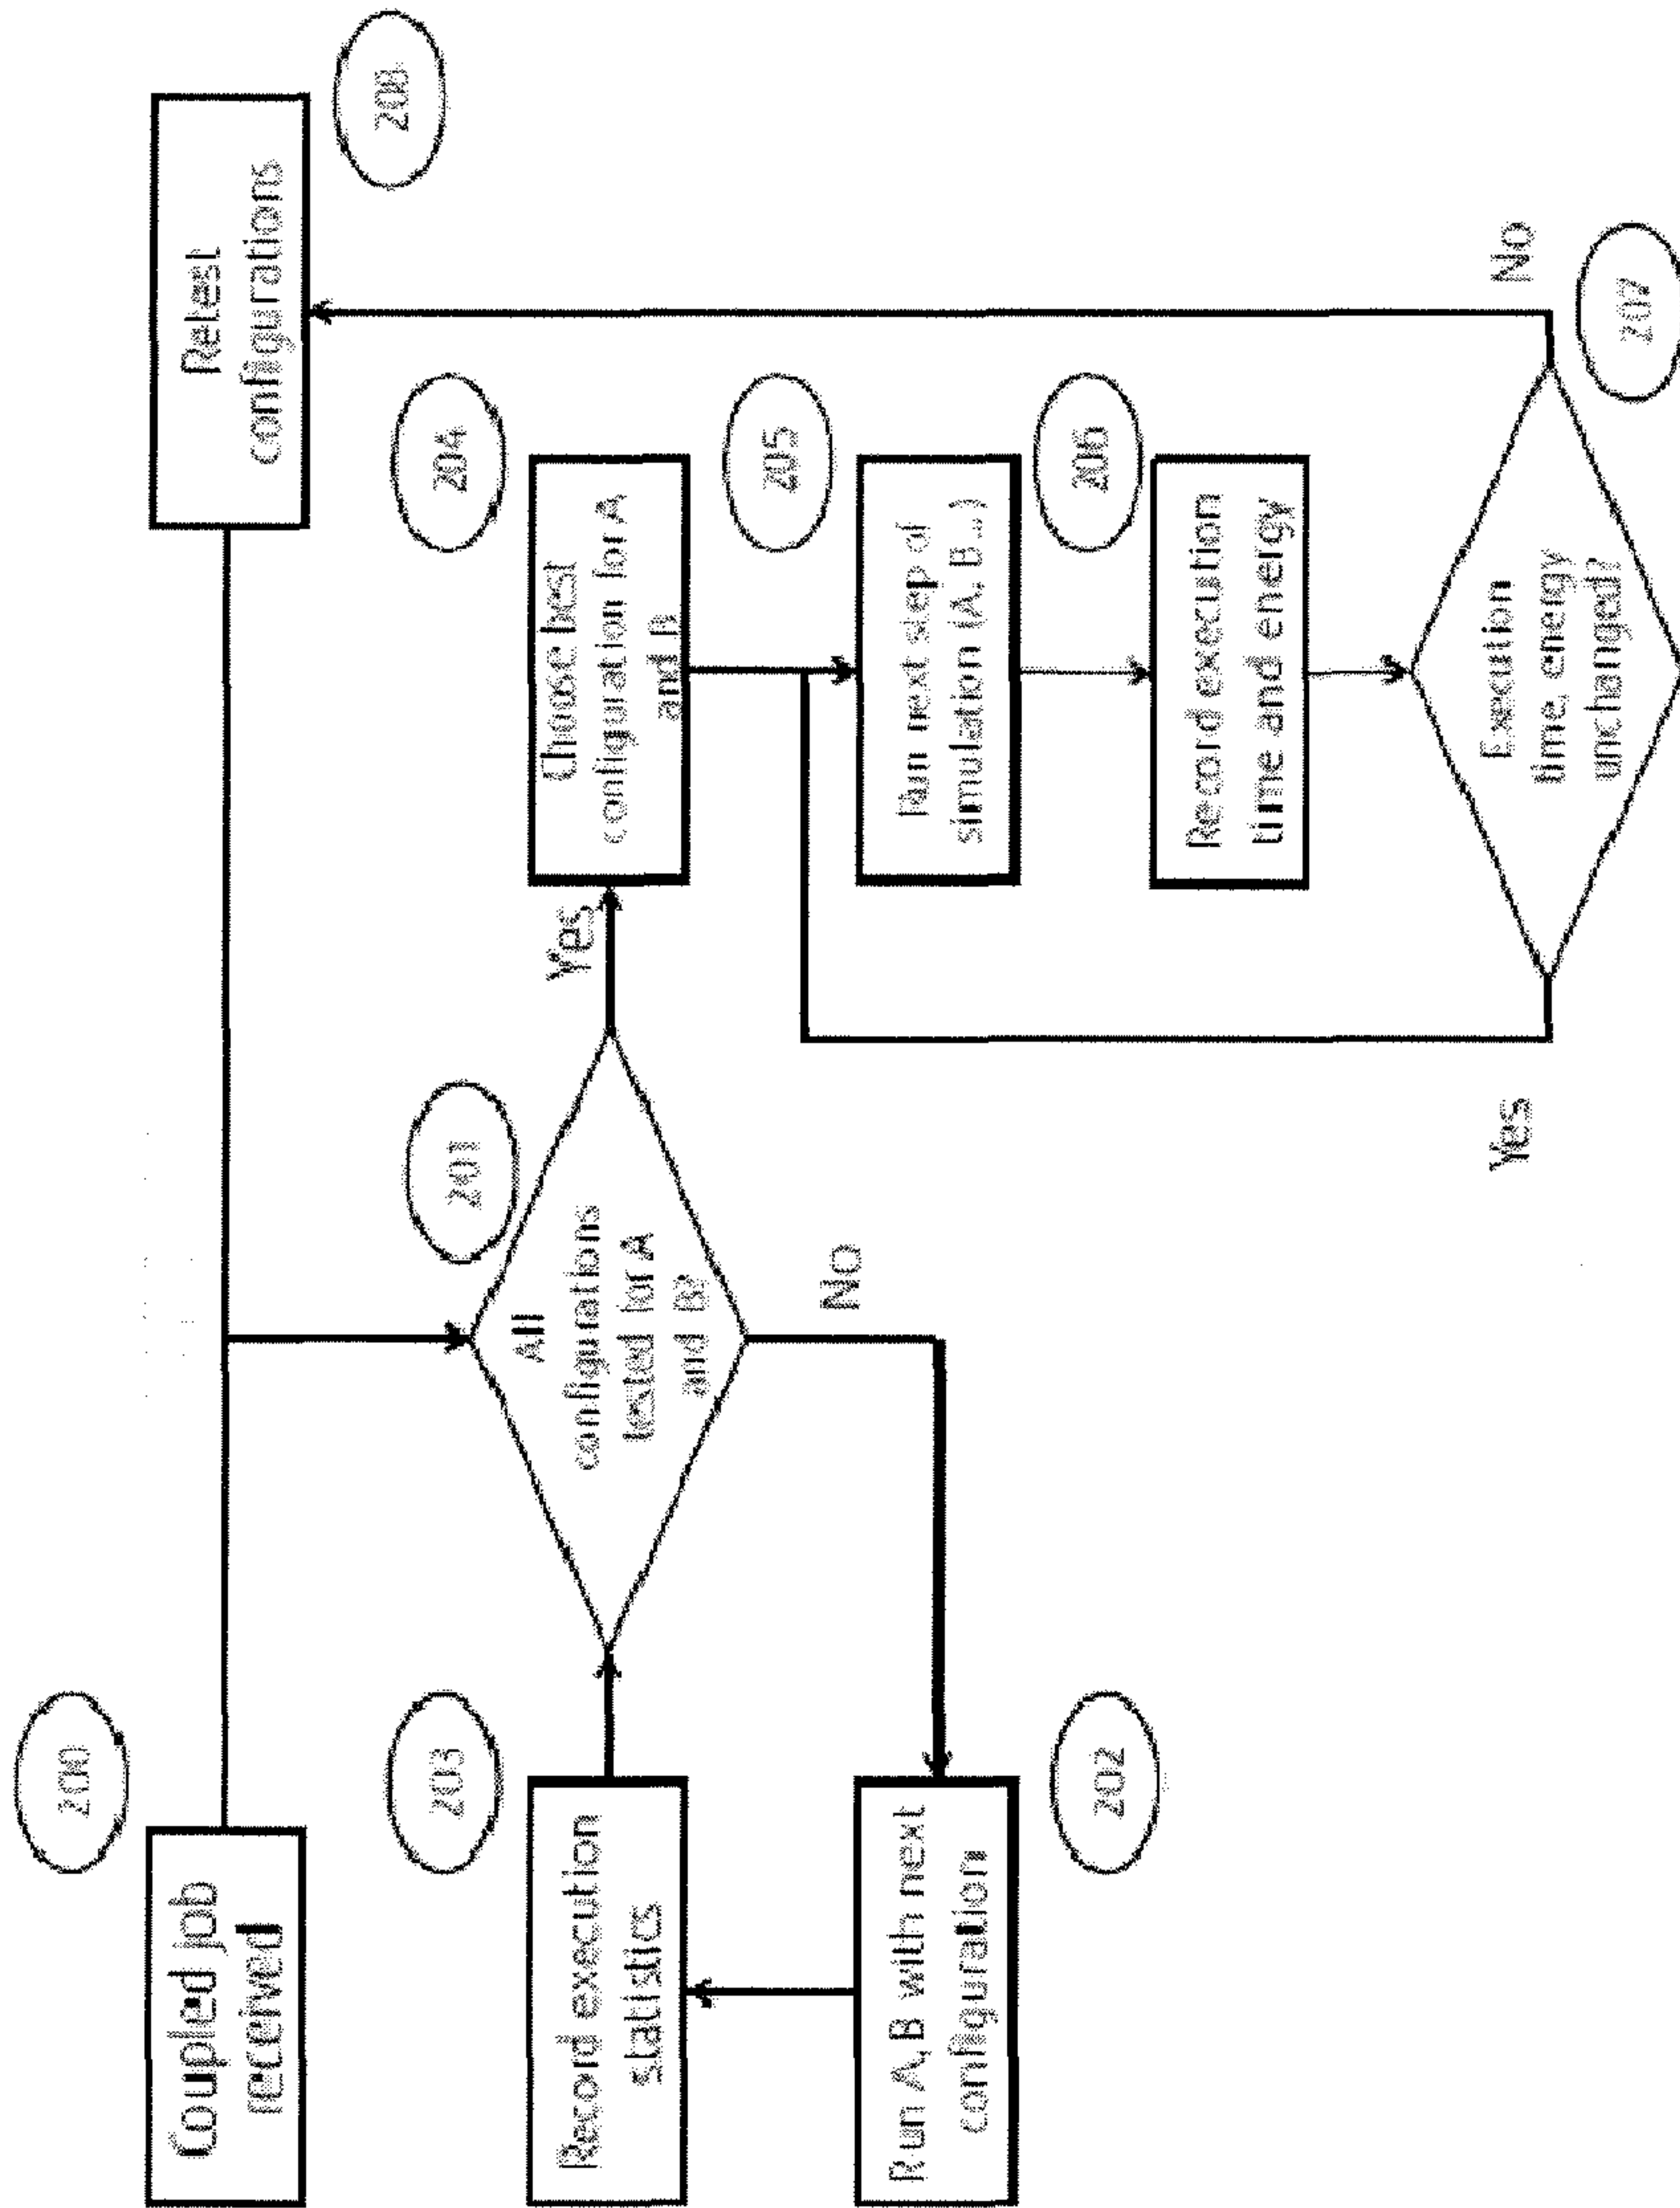 Coupled job
received
200
Retest
configurations
208
Record execution
statistics
203
All
configurations
tested for A
and B?
201
Yes
Choose best
configuration for A
and B
204
Run A, B with next
configuration
202
No
Run next step of
simulation (A, B...)
205
Record execution
time and energy
206
Yes
Execution
time, energy
unchanged?
No
207